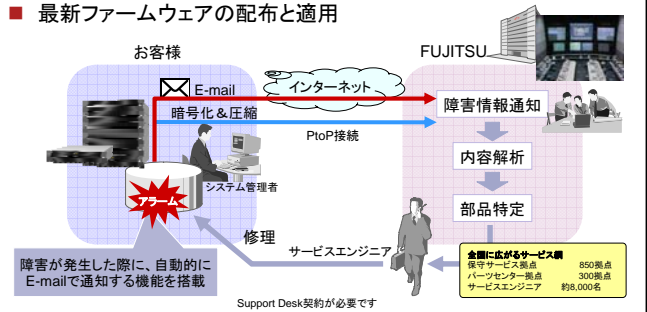 ■ 最新ファームウェアの配布と適用
お客様
FUJITSU
E-mail
インターネット
暗号化&圧縮
PtoP接続
障害情報通知
内容解析
部品特定
システム管理者
アラーム
修理
サービスエンジニア
障害が発生した際に、自動的に
E-mailで通知する機能を搭載
全国に広がるサービス網
保守サービス拠点 850拠点
パーツセンター拠点 300拠点
サービスエンジニア 約8,000名
Support Desk契約が必要です